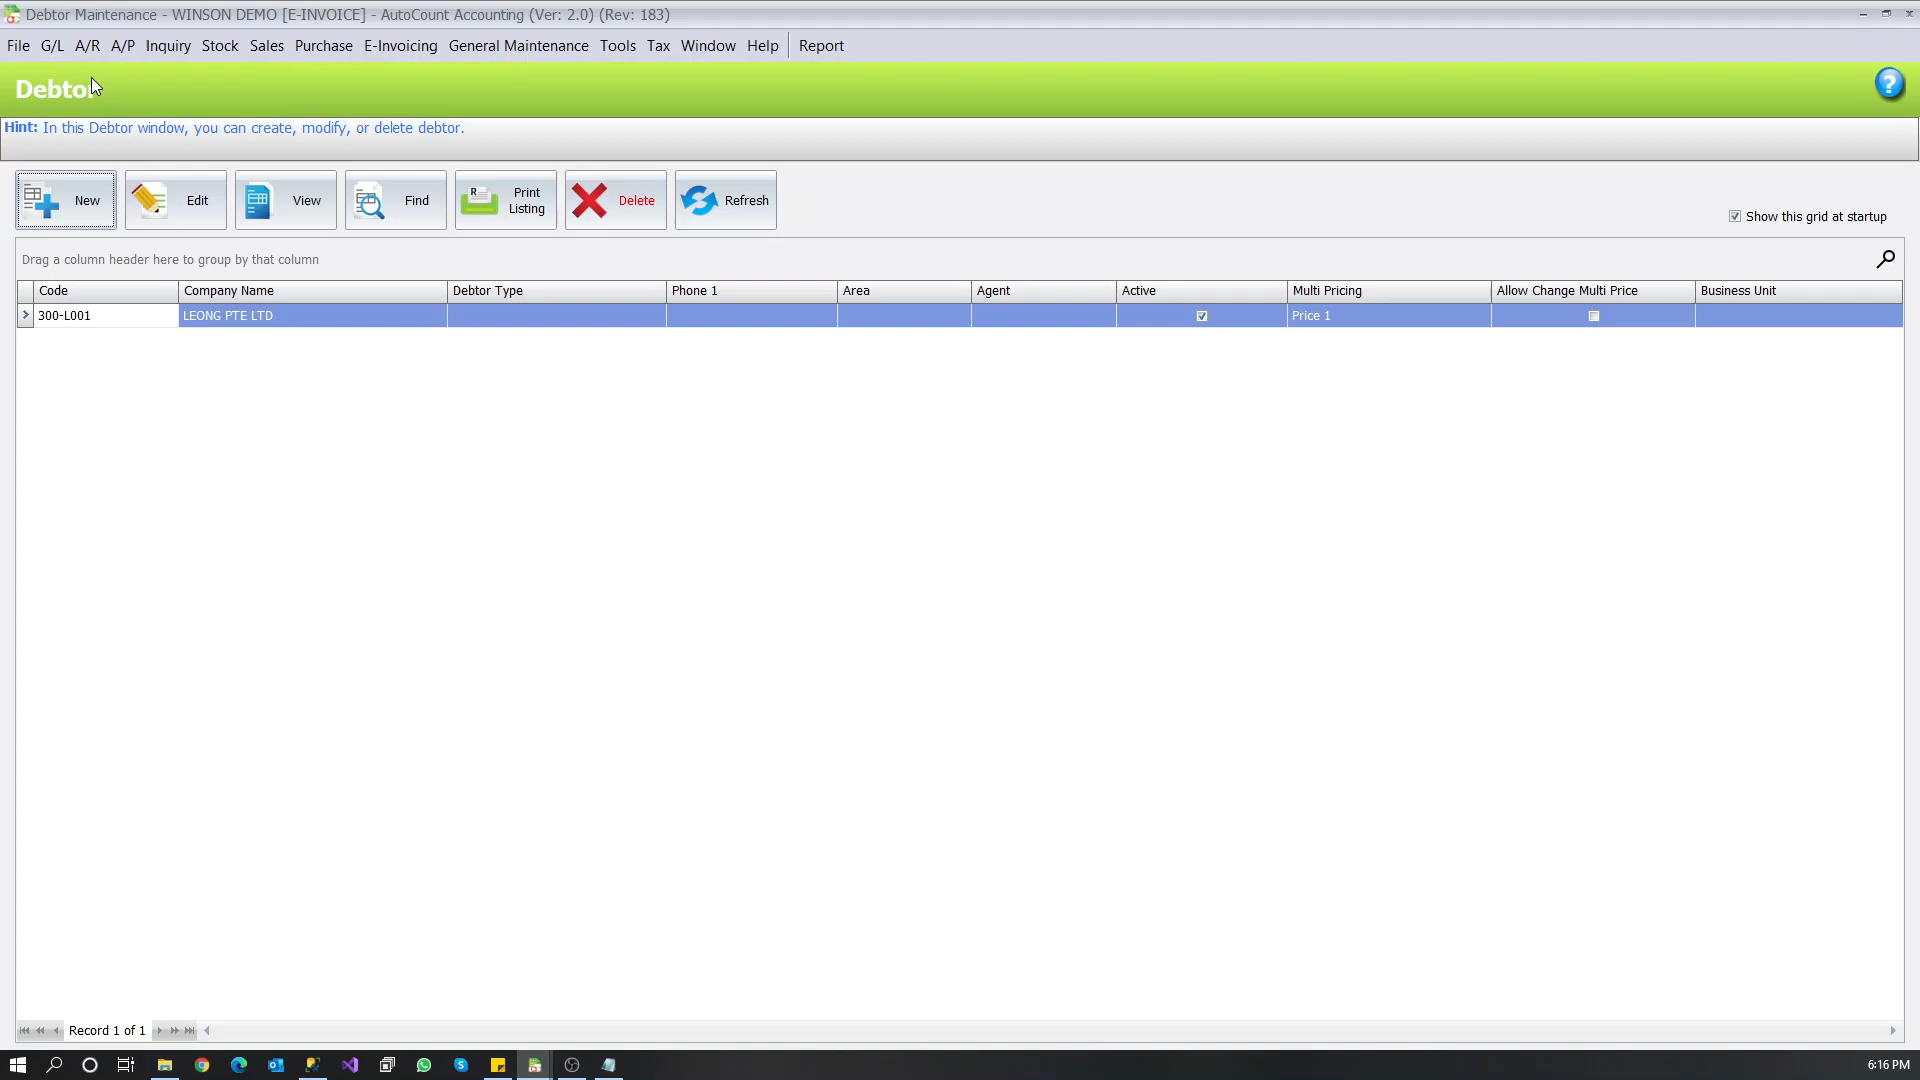 Debtor Maintenance - WINSON DEMO [E-INVOICE] - AutoCount Accounting (Ver: 2.0) (Rev: 183)
File G/L A/R A/P Inquiry Stock Sales Purchase E-Invoicing General Maintenance Tools Tax Window Help Report
Debtor
Hint: In this Debtor window, you can create, modify, or delete debtor.
New Edit View Find Print Listing Delete Refresh
Show this grid at startup
Drag a column header here to group by that column
Code Company Name Debtor Type Phone 1 Area Agent Active Multi Pricing Allow Change Multi Price Business Unit
300-L001 LEONG PTE LTD Price 1
Record 1 of 1
6:16 PM